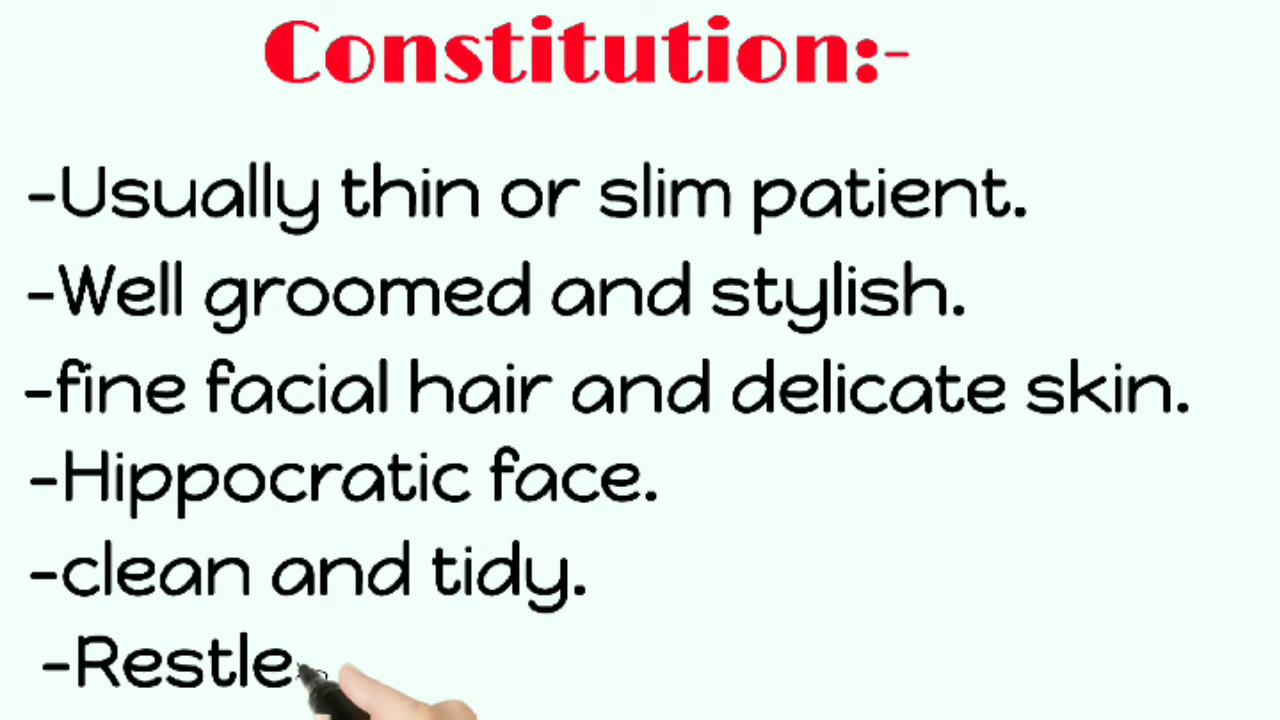 Constitution:-
-Usually thin or slim patient.
-Well groomed and stylish.
-fine facial hair and delicate skin.
-Hippocratic face.
-clean and tidy.
-Restle